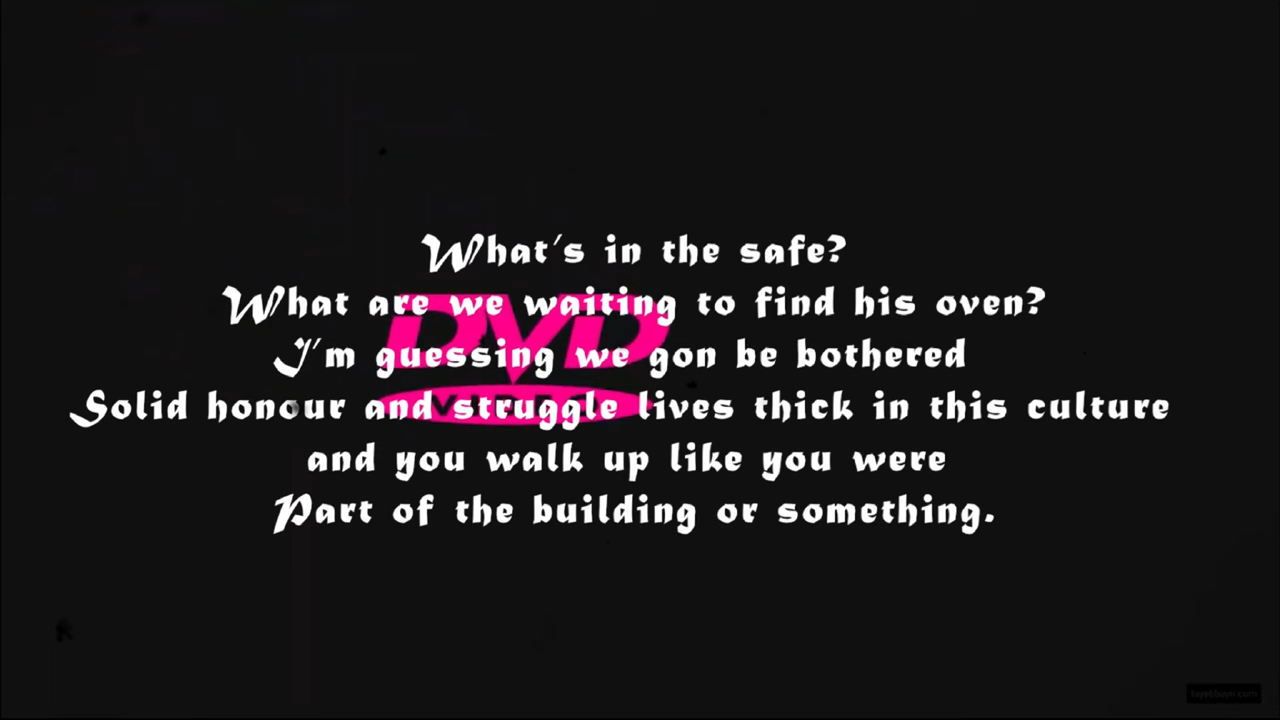 What's in the safe?
What are we waiting to find his oven?
I'm guessing we gon be bothered
Solid honour and struggle lives thick in this culture
and you walk up like you were
Part of the building or something.
DVD
VIDEO